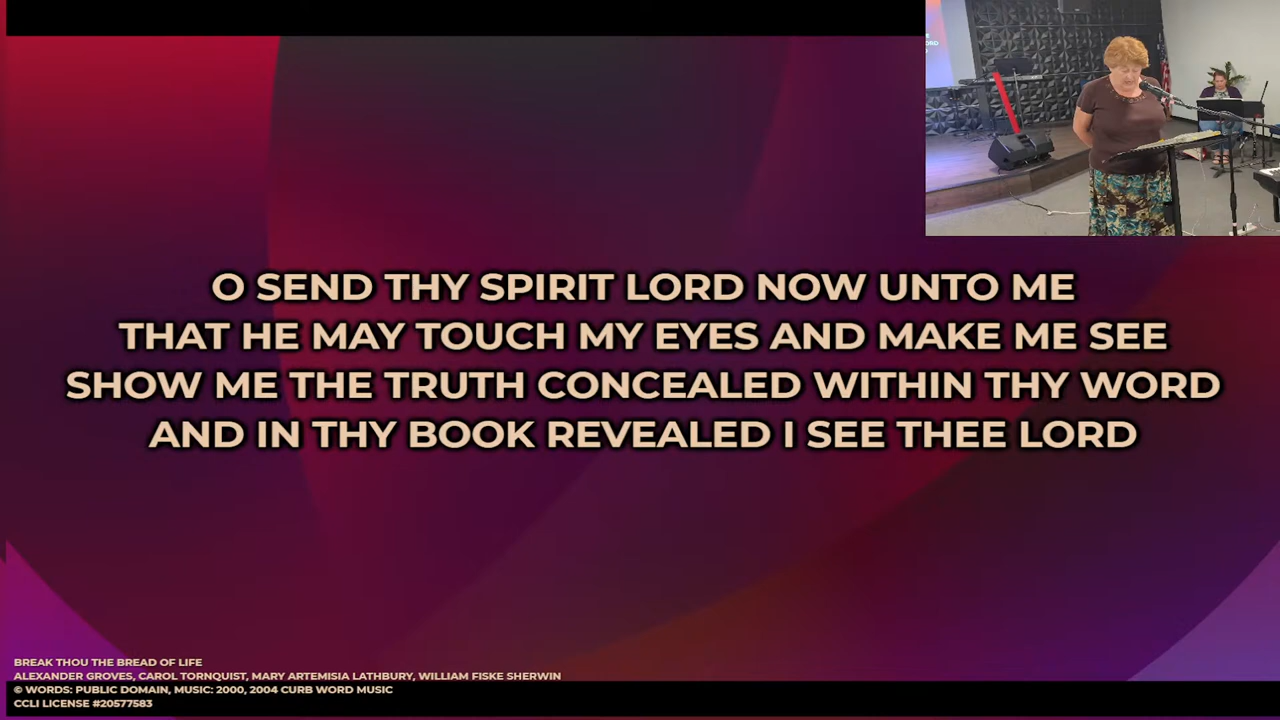 O SEND THY SPIRIT LORD NOW UNTO ME
THAT HE MAY TOUCH MY EYES AND MAKE ME SEE
SHOW ME THE TRUTH CONCEALED WITHIN THY WORD
AND IN THY BOOK REVEALED I SEE THEE LORD
BREAK THOU THE BREAD OF LIFE
ALEXANDER GROVES, CAROL TORNQUIST, MARY ARTEMISIA LATHBURY, WILLIAM FISKE SHERWIN
© WORDS: PUBLIC DOMAIN, MUSIC: 2000, 2004 CURB WORD MUSIC
CCLI LICENSE #20577583